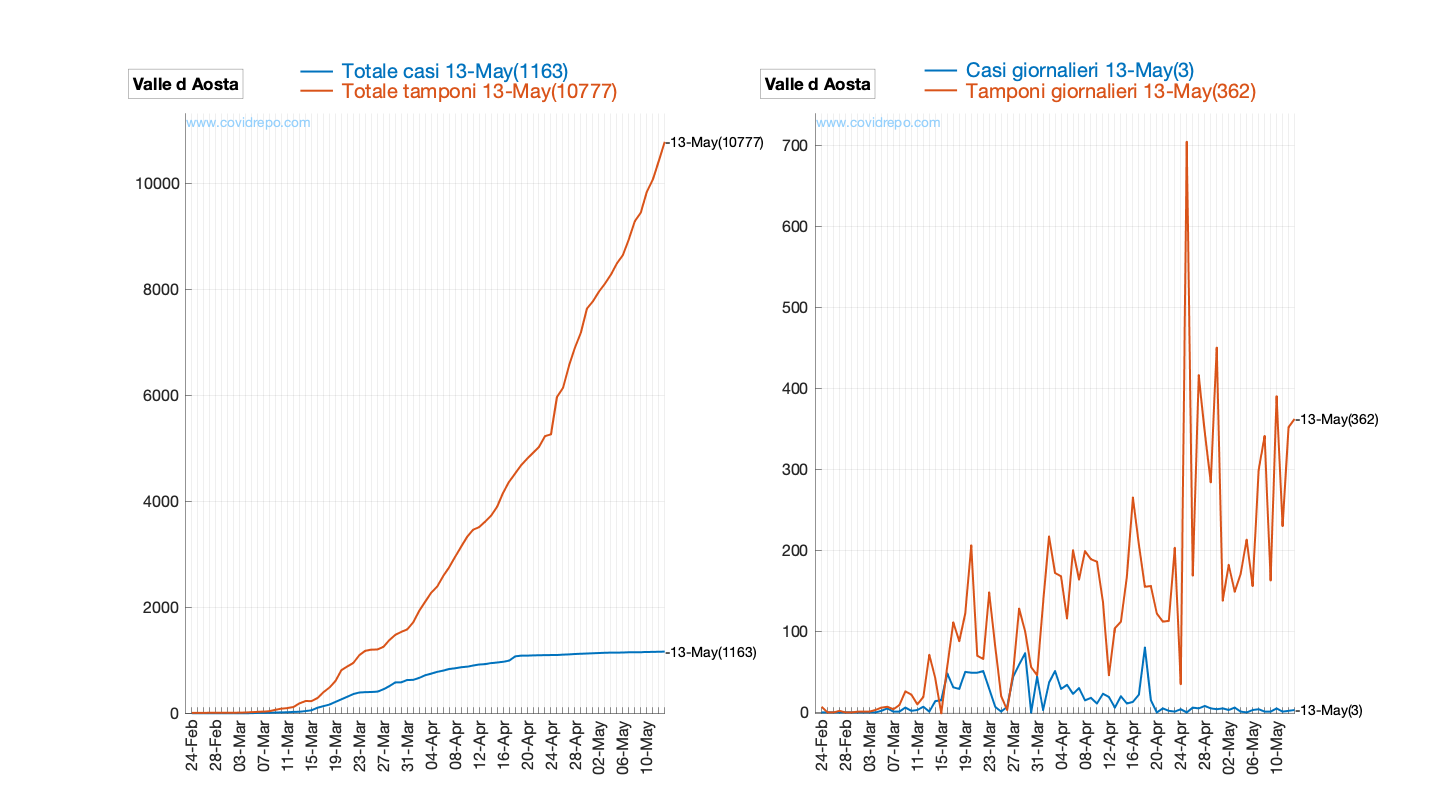 Valle d Aosta
Totale casi 13-May(1163)
Totale tamponi 13-May(10777)
www.covidrepo.com
13-May(10777)
10000
8000
6000
4000
2000
0
13-May(1163)
24-Feb
28-Feb
03-Mar
07-Mar
11-Mar
15-Mar
19-Mar
23-Mar
27-Mar
31-Mar
04-Apr
08-Apr
12-Apr
16-Apr
20-Apr
24-Apr
28-Apr
02-May
06-May
10-May
Valle d Aosta
Casi giornalieri 13-May(3)
Tamponi giornalieri 13-May(362)
www.covidrepo.com
700
600
500
400
300
200
100
0
13-May(362)
13-May(3)
24-Feb
28-Feb
03-Mar
07-Mar
11-Mar
15-Mar
19-Mar
23-Mar
27-Mar
31-Mar
04-Apr
08-Apr
12-Apr
16-Apr
20-Apr
24-Apr
28-Apr
02-May
06-May
10-May